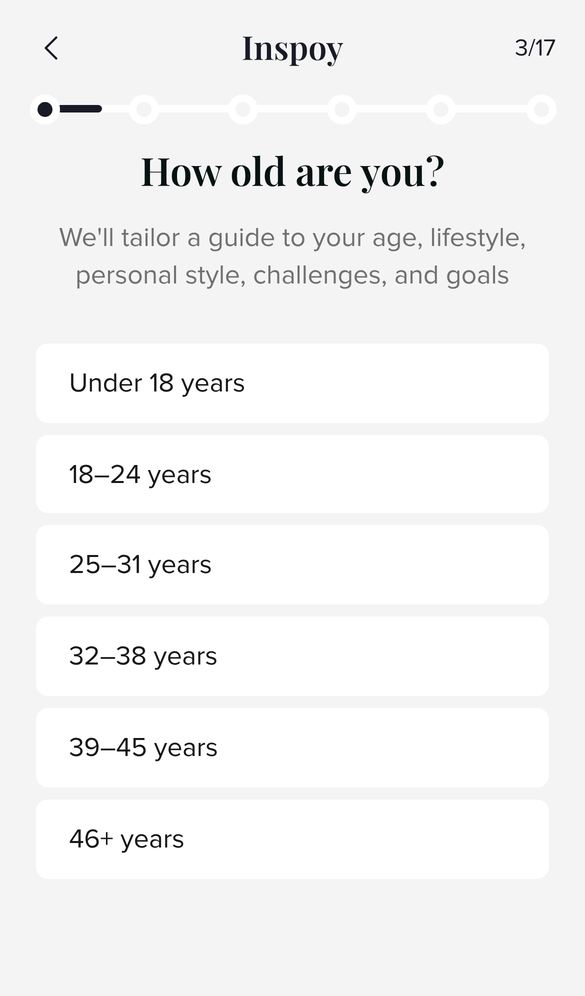 Inspoy
3/17
How old are you?
We'll tailor a guide to your age, lifestyle,
personal style, challenges, and goals
Under 18 years
18–24 years
25–31 years
32–38 years
39–45 years
46+ years